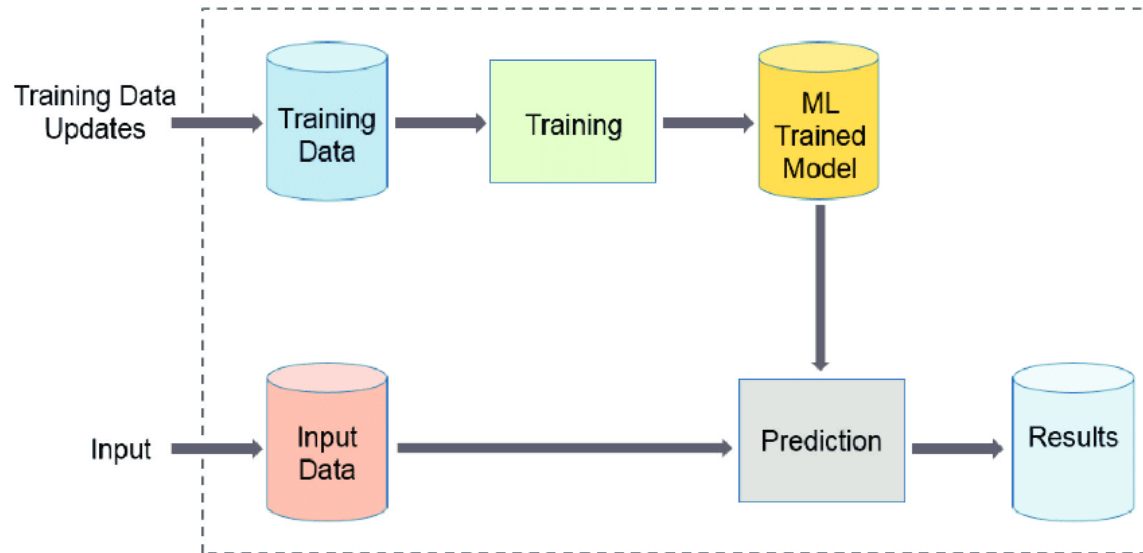 Training Data
Updates
Training
Data
Training
ML
Trained
Model
Input
Input
Data
Prediction
Results